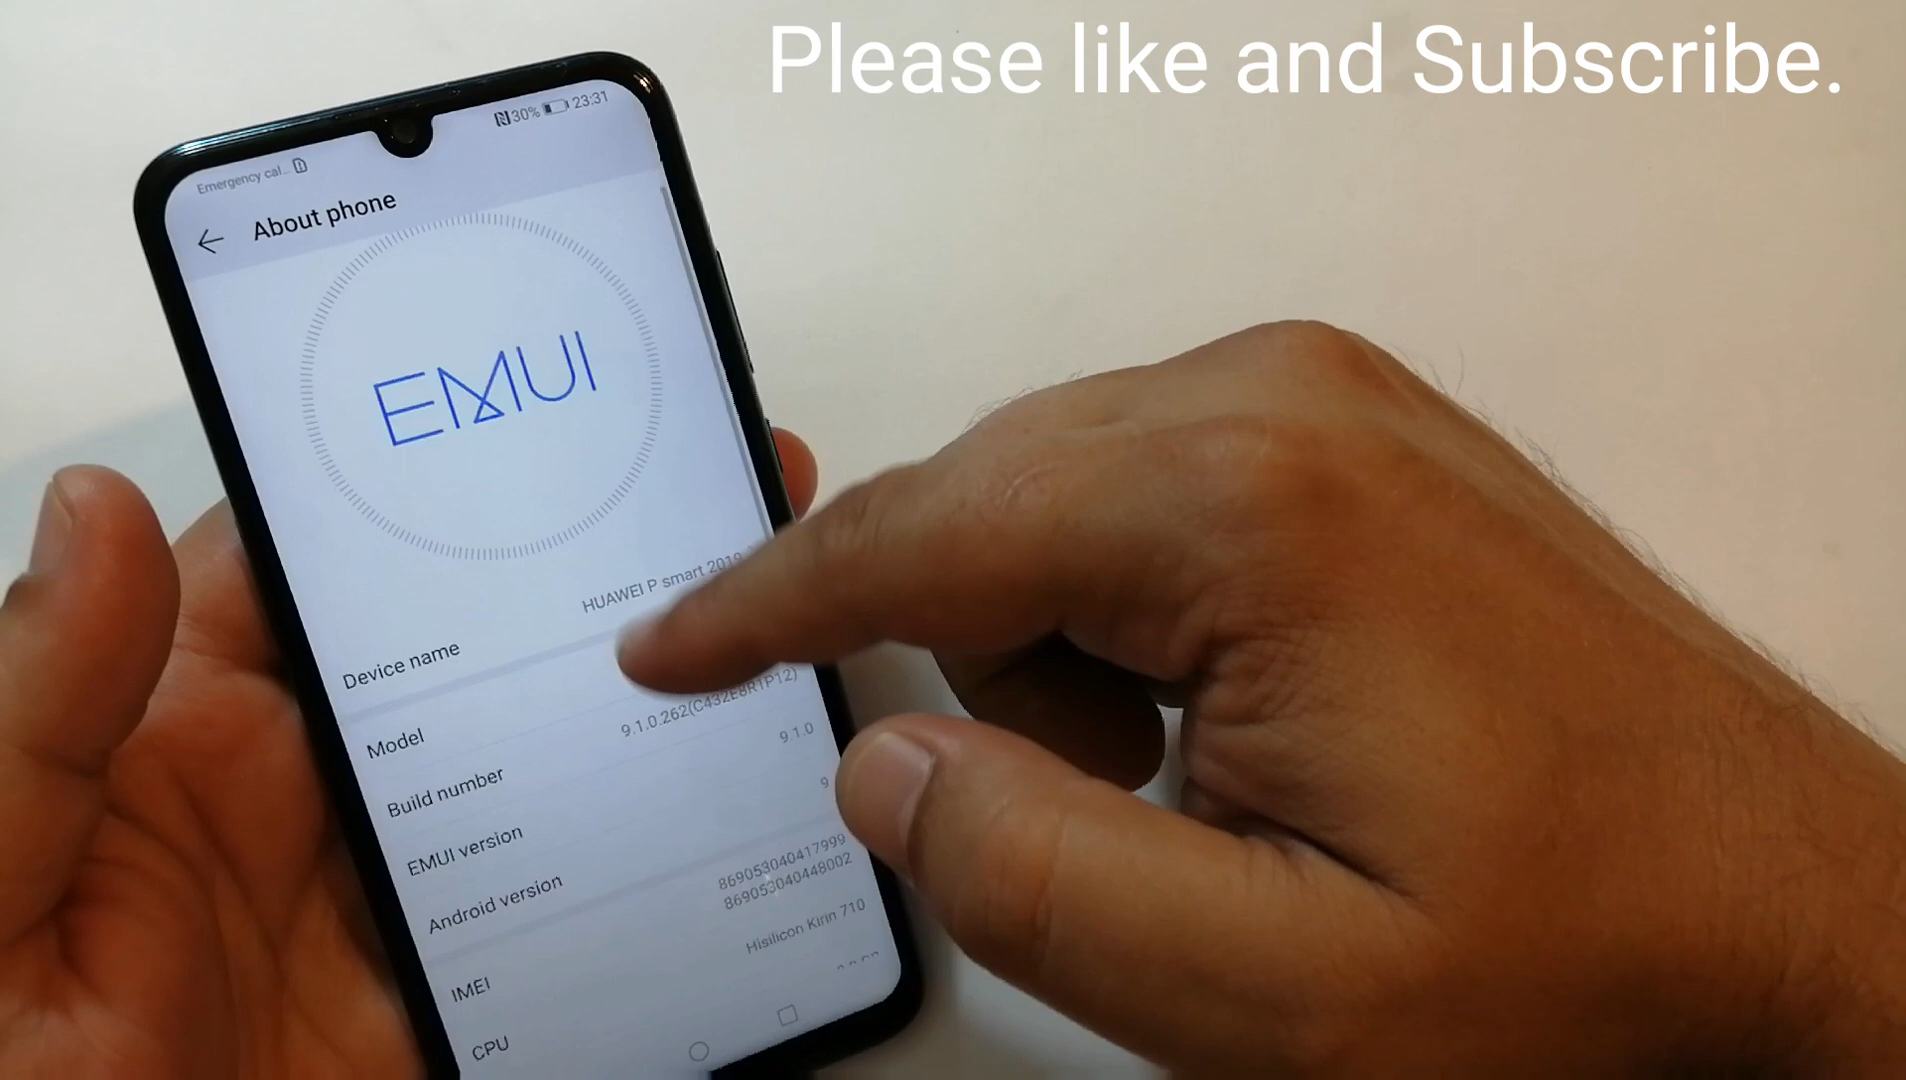 Please like and Subscribe.
30% 23:31
Emergency cal...
About phone
EMUI
HUAWEI P smart 2019
Device name
Model
9.1.0.262(C432E8R1P12)
Build number
9.1.0
EMUI version
9
Android version
869053040417999
869053040448002
IMEI
Hisilicon Kirin 710
CPU